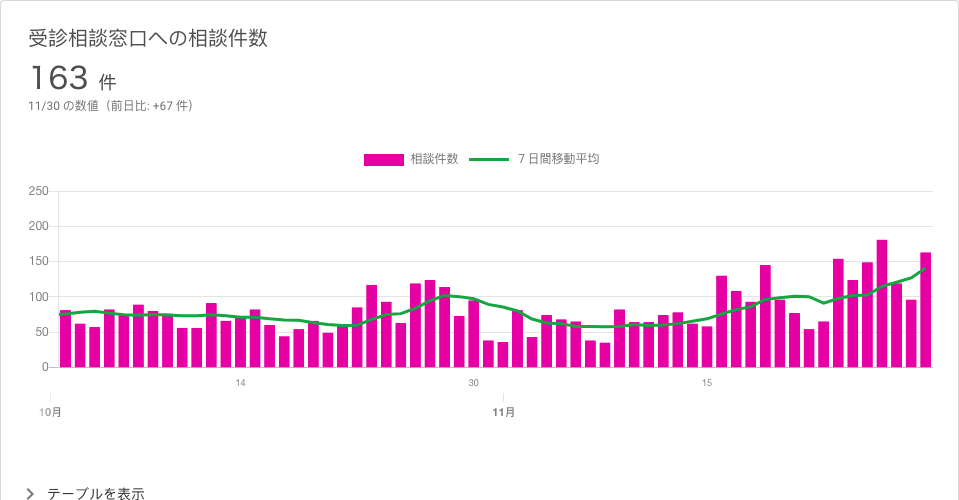 受診相談窓口への相談件数
163 件
11/30 の数値（前日比: +67 件）
相談件数 7 日間移動平均
250
200
150
100
50
0
14 30 15
10月 11月
テーブルを表示